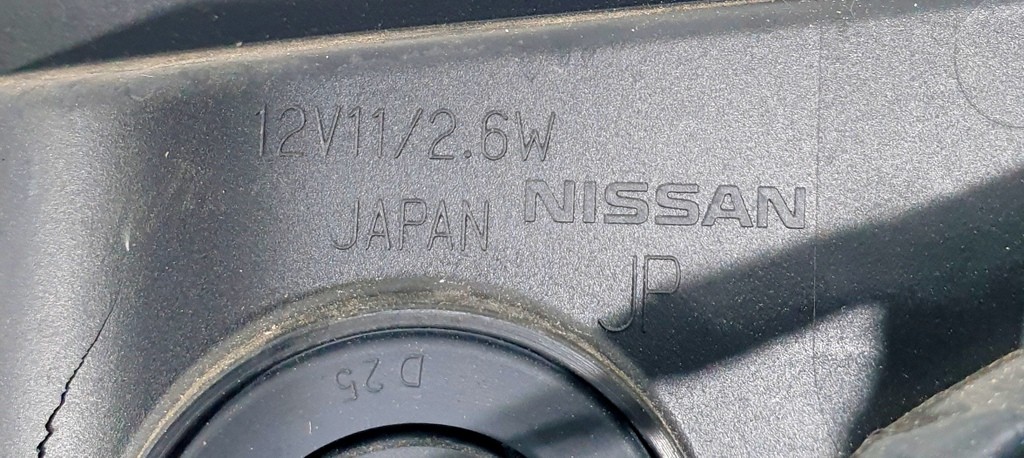 12V11/2.6W
JAPAN NISSAN
JP
D25